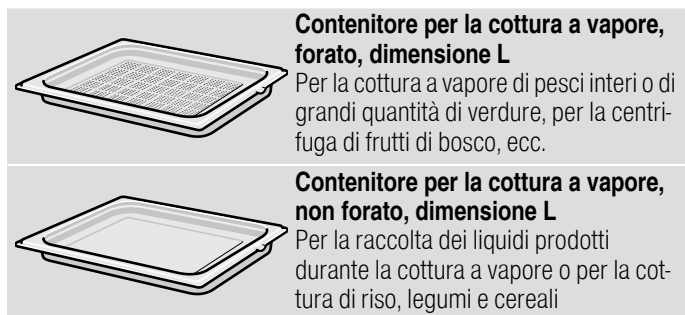 Contenitore per la cottura a vapore,
forato, dimensione L
Per la cottura a vapore di pesci interi o di
grandi quantità di verdure, per la centri-
fuga di frutti di bosco, ecc.
Contenitore per la cottura a vapore,
non forato, dimensione L
Per la raccolta dei liquidi prodotti
durante la cottura a vapore o per la cot-
tura di riso, legumi e cereali